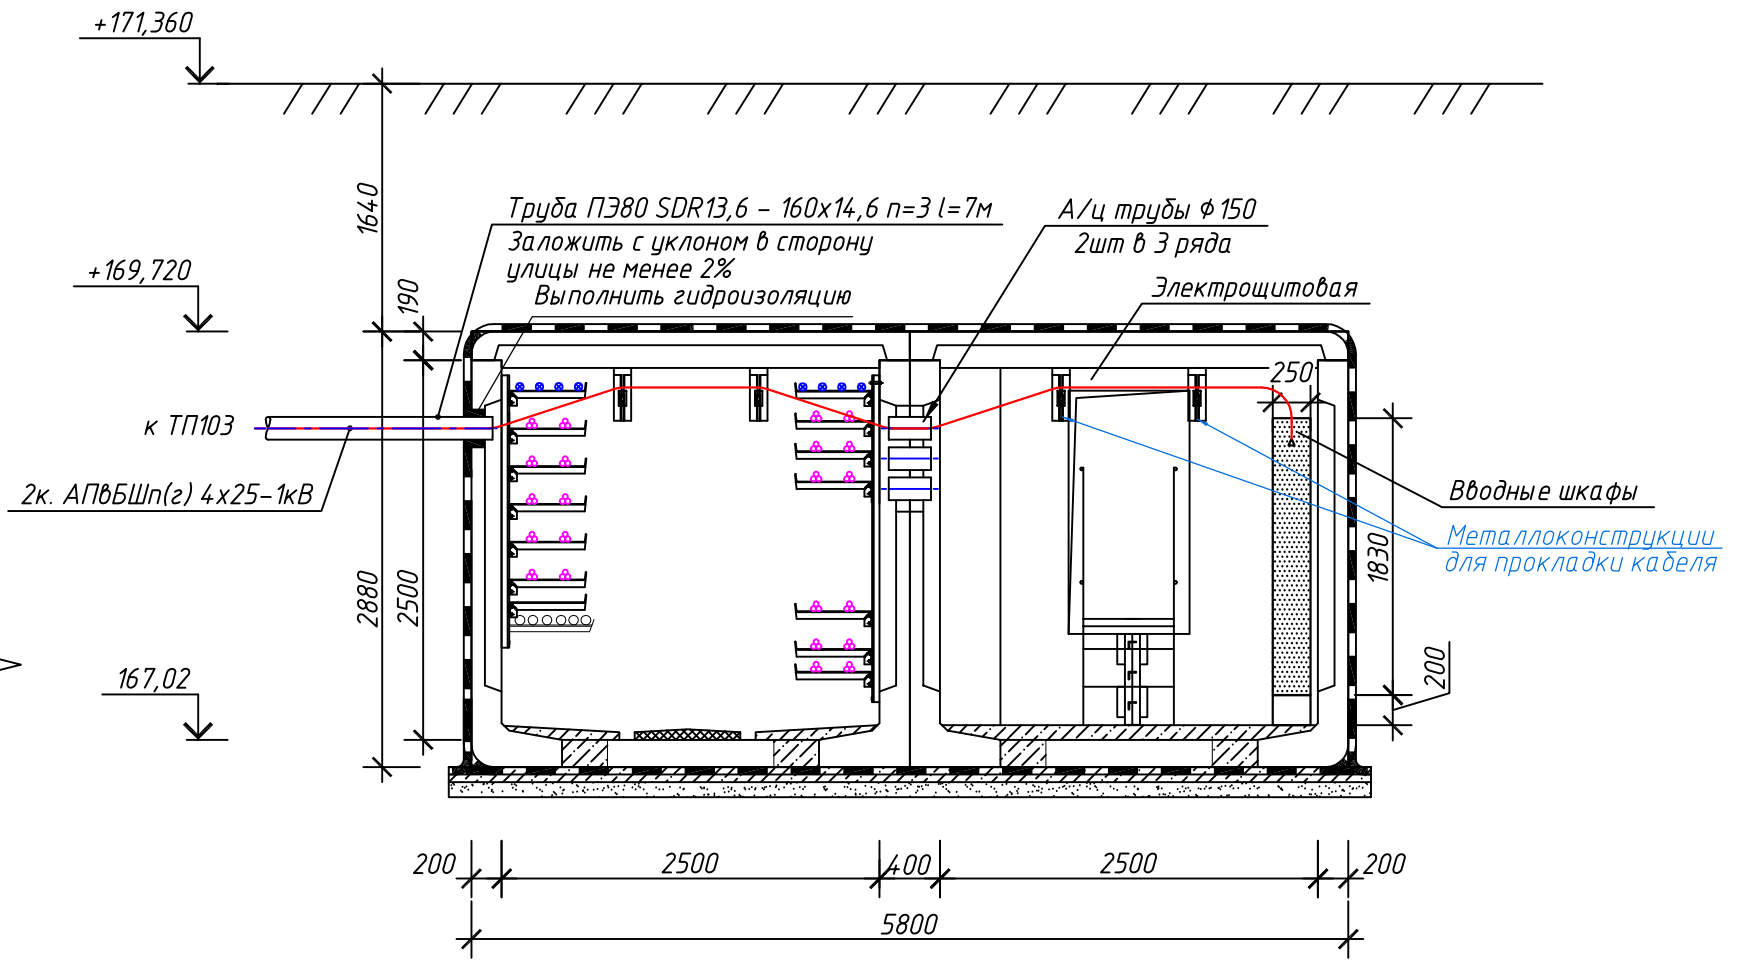 +171,360
1640
Труба ПЭ80 SDR13,6 - 160x14,6 n=3 l=7м
Заложить с уклоном в сторону
улицы не менее 2%
Выполнить гидроизоляцию
А/ц трубы Ф150
2шт в 3 ряда
+169,720
190
Электрощитовая
250
к ТП103
2к. АПвБШп(г) 4x25-1кВ
Вводные шкафы
Металлоконструкции
для прокладки кабеля
1830
2880
2500
167,02
200
200
2500
400
2500
200
5800